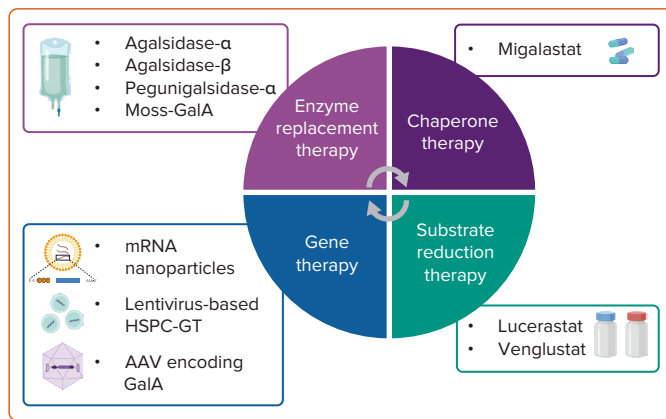 • Agalsidase-α
• Agalsidase-β
• Pegunigalsidase-α
• Moss-GalA
• Migalastat
Enzyme
replacement
therapy
Chaperone
therapy
Gene
therapy
Substrate
reduction
therapy
• mRNA
nanoparticles
• Lentivirus-based
HSPC-GT
• AAV encoding
GalA
• Lucerastat
• Venglustat